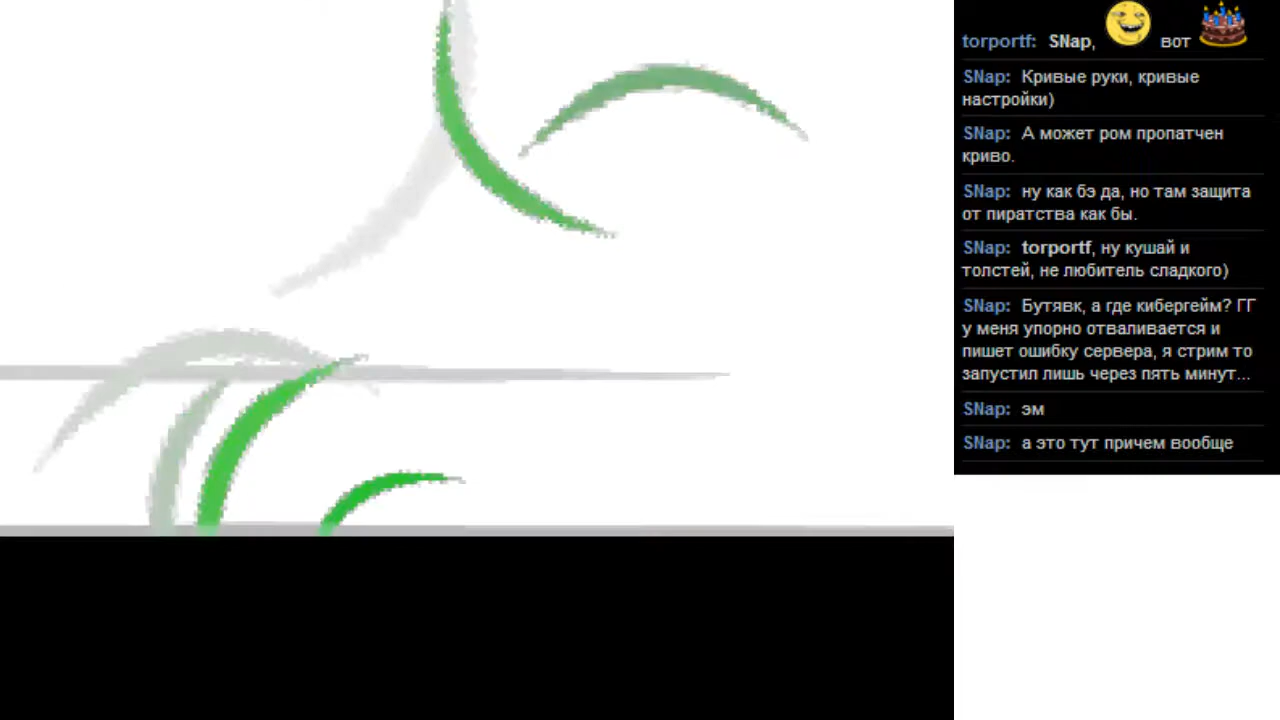 torportf: SNap, вот
SNap: Кривые руки, кривые
настройки)
SNap: А может ром пропатчен
криво.
SNap: ну как бэ да, но там защита
от пиратства как бы.
SNap: torportf, ну кушай и
толстей, не любитель сладкого)
SNap: Бутявк, а где кибергейм? ГГ
у меня упорно отваливается и
пишет ошибку сервера, я стрим то
запустил лишь через пять минут...
SNap: эм
SNap: а это тут причем вообще